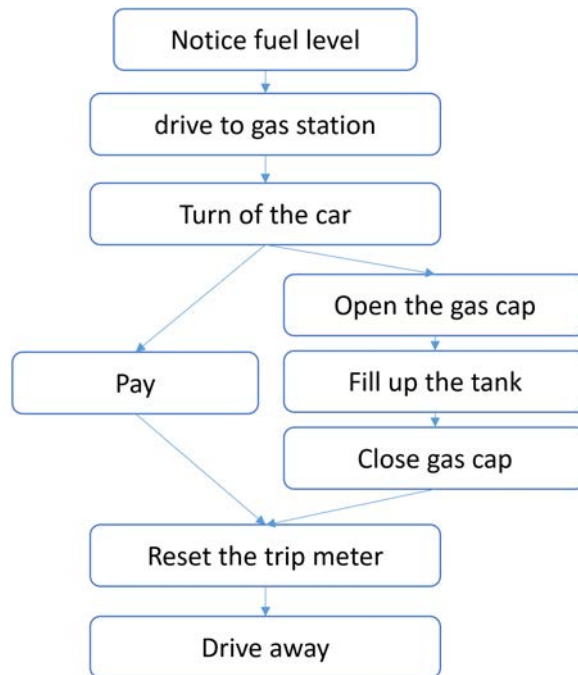 Notice fuel level
drive to gas station
Turn of the car
Open the gas cap
Pay
Fill up the tank
Close gas cap
Reset the trip meter
Drive away